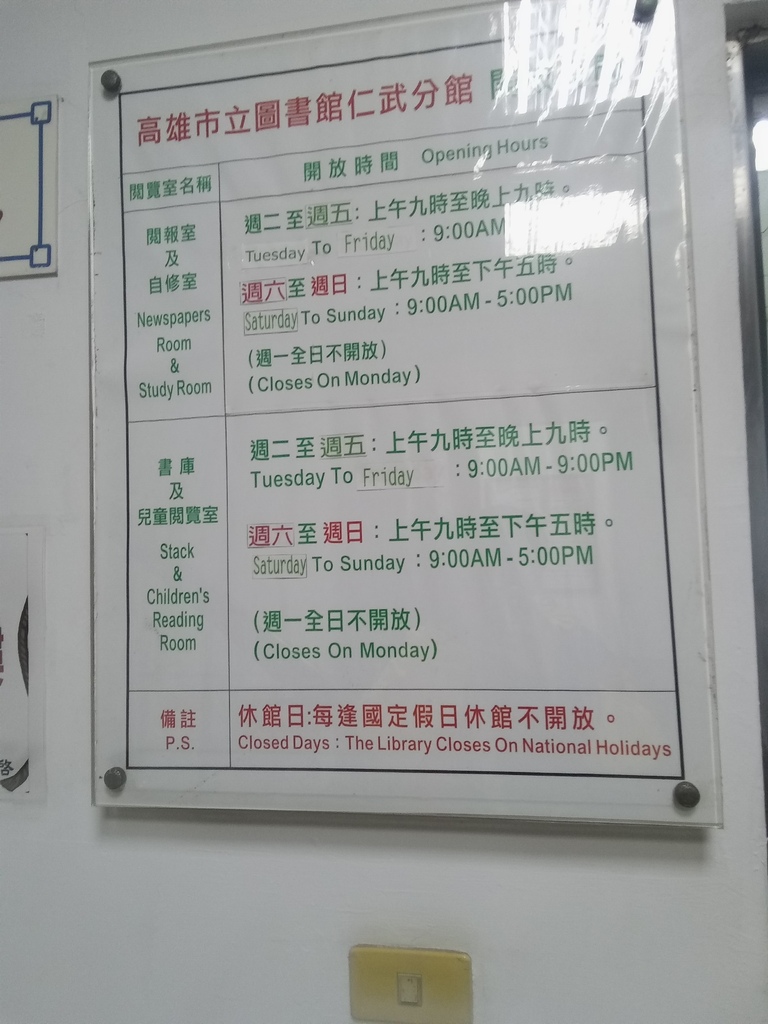 高雄市立圖書館仁武分館
閱覽室名稱
開放時間 Opening Hours
閱報室
及
自修室
Newspapers
Room
&
Study Room
週二至週五：上午九時至晚上九時。
Tuesday To Friday : 9:00AM
週六至週日：上午九時至下午五時。
Saturday To Sunday : 9:00AM - 5:00PM
(週一全日不開放)
(Closes On Monday)
書庫
及
兒童閱覽室
Stack
&
Children's
Reading
Room
週二至週五：上午九時至晚上九時。
Tuesday To Friday : 9:00AM - 9:00PM
週六至週日：上午九時至下午五時。
Saturday To Sunday : 9:00AM - 5:00PM
(週一全日不開放)
(Closes On Monday)
備註
P.S.
休館日:每逢國定假日休館不開放。
Closed Days : The Library Closes On National Holidays